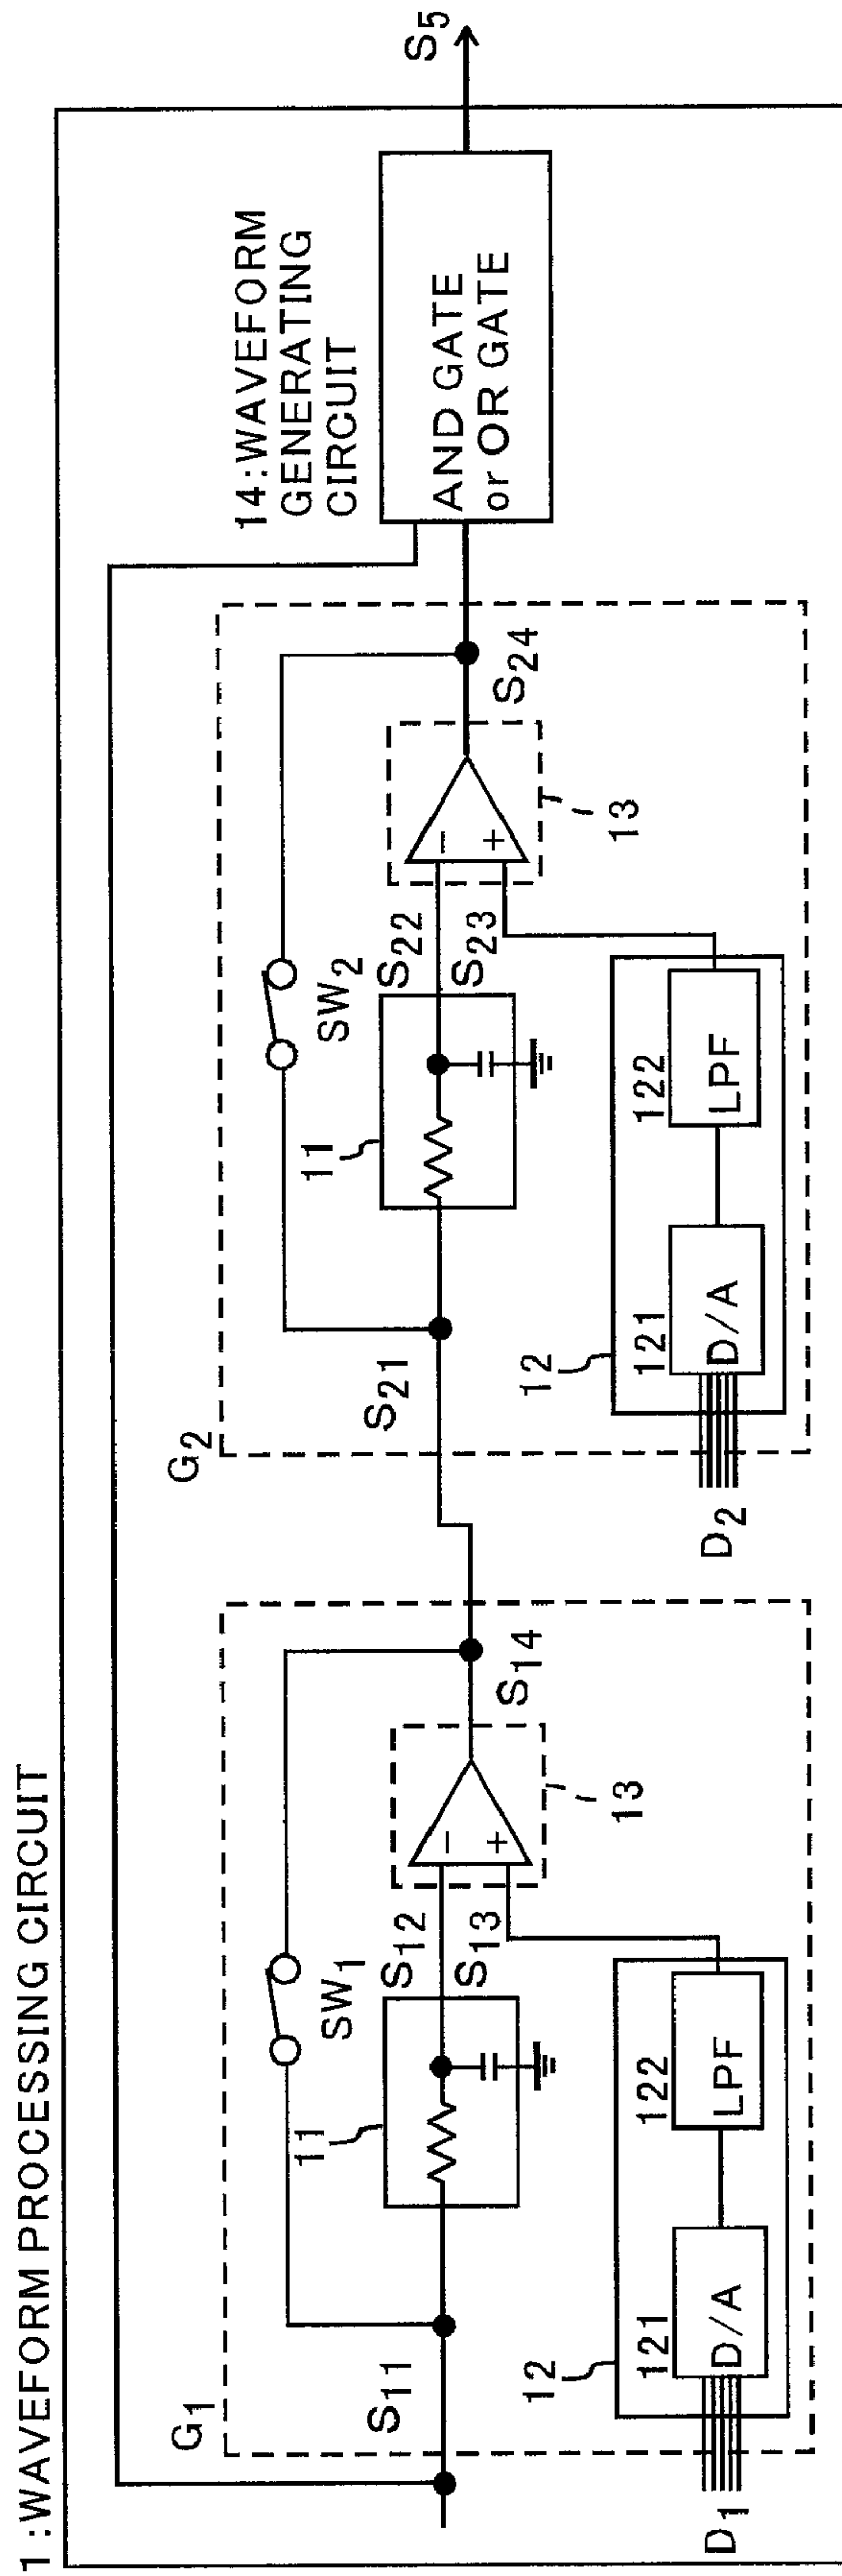 1:WAVEFORM PROCESSING CIRCUIT
G1
S11
11
SW1
S12
S13
S14
13
12
121
D/A
122
LPF
D1
G2
S21
11
SW2
S22
S23
S24
13
12
121
D/A
122
LPF
D2
14:WAVEFORM
GENERATING
CIRCUIT
AND GATE
or OR GATE
S5
−
+
−
+